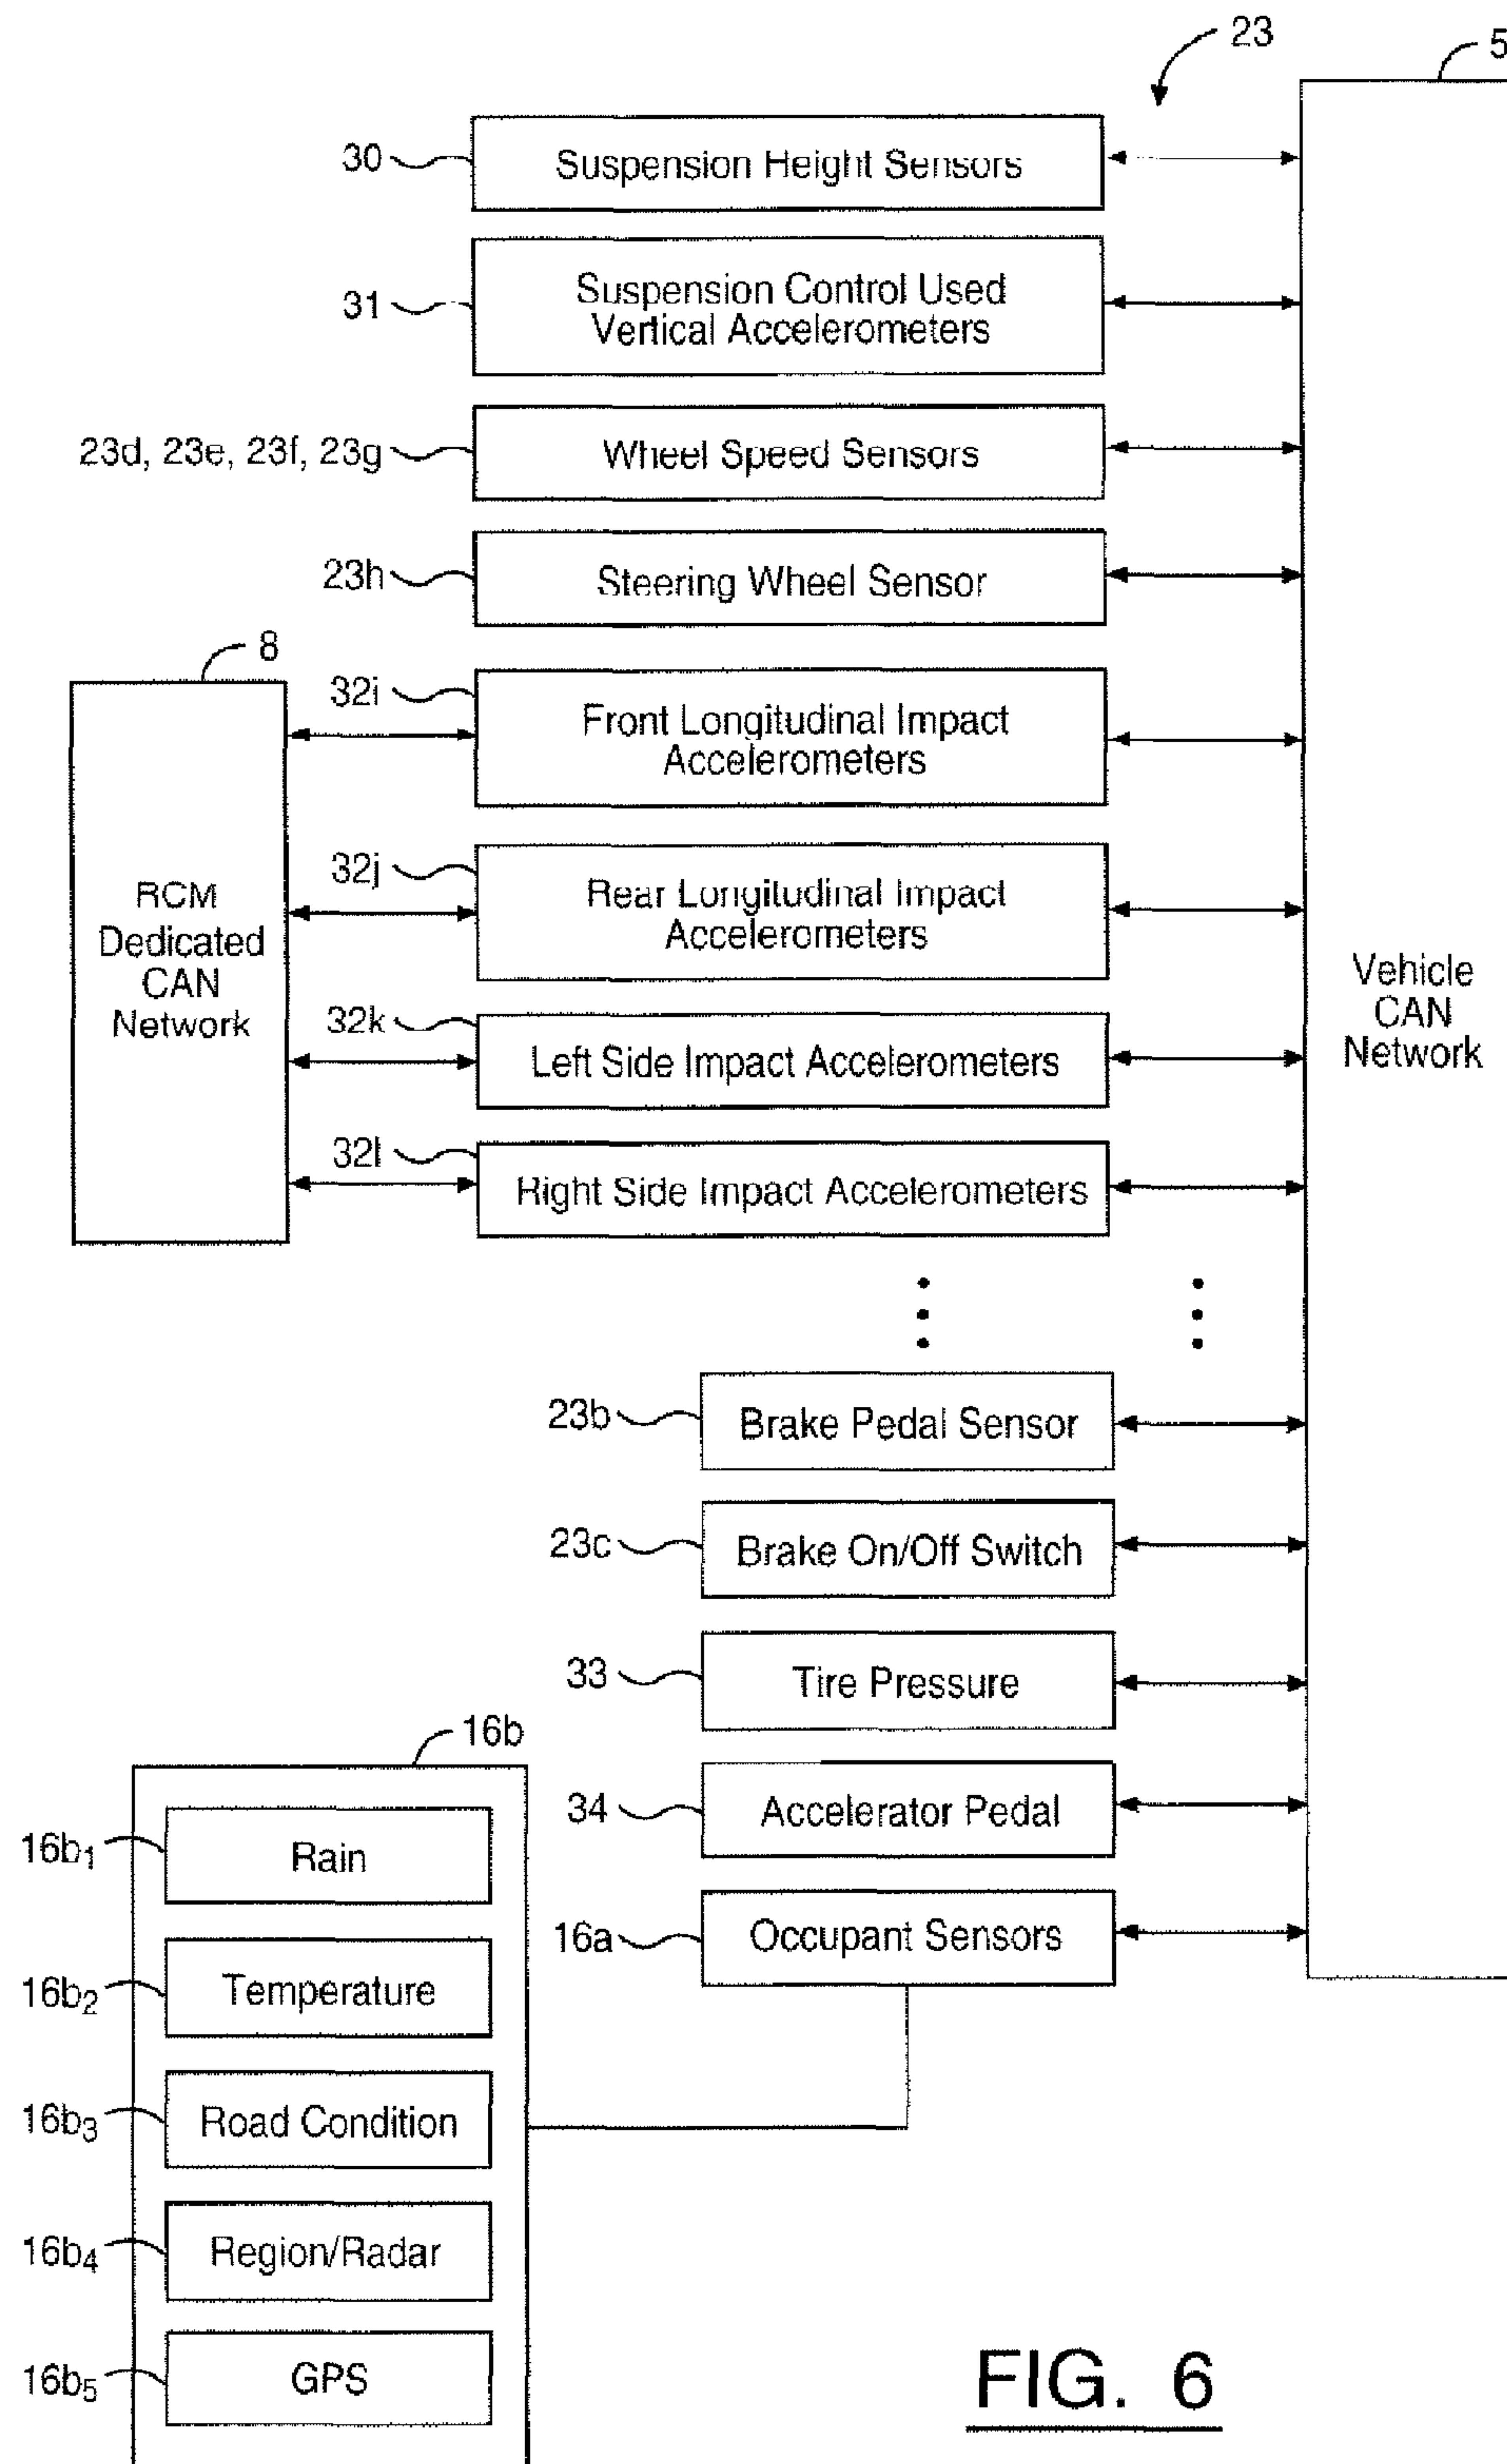 23
5
30
Suspension Height Sensors
31
Suspension Control Used
Vertical Accelerometers
23d, 23e, 23f, 23g
Wheel Speed Sensors
23h
Steering Wheel Sensor
8
32i
Front Longitudinal Impact
Accelerometers
32j
Rear Longitudinal Impact
Accelerometers
RCM
Dedicated
CAN
Network
Vehicle
CAN
Network
32k
Left Side Impact Accelerometers
32l
Right Side Impact Accelerometers
23b
Brake Pedal Sensor
23c
Brake On/Off Switch
33
Tire Pressure
34
Accelerator Pedal
16a
Occupant Sensors
16b
16b1
Rain
16b2
Temperature
16b3
Road Condition
16b4
Region/Radar
16b5
GPS
FIG. 6